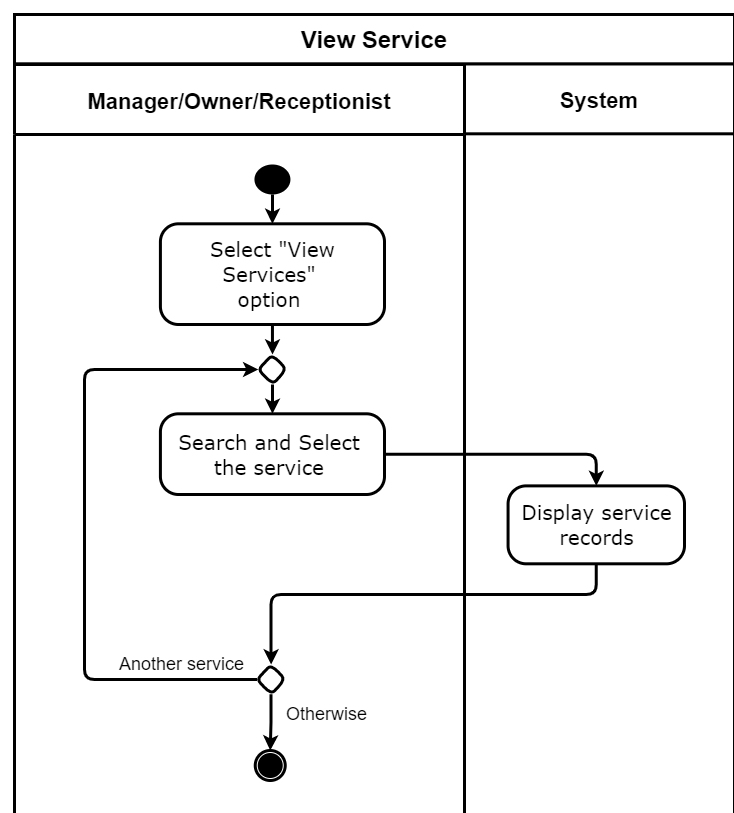 View Service
Manager/Owner/Receptionist
System
Select "View
Services"
option
Search and Select
the service
Display service
records
Another service
Otherwise